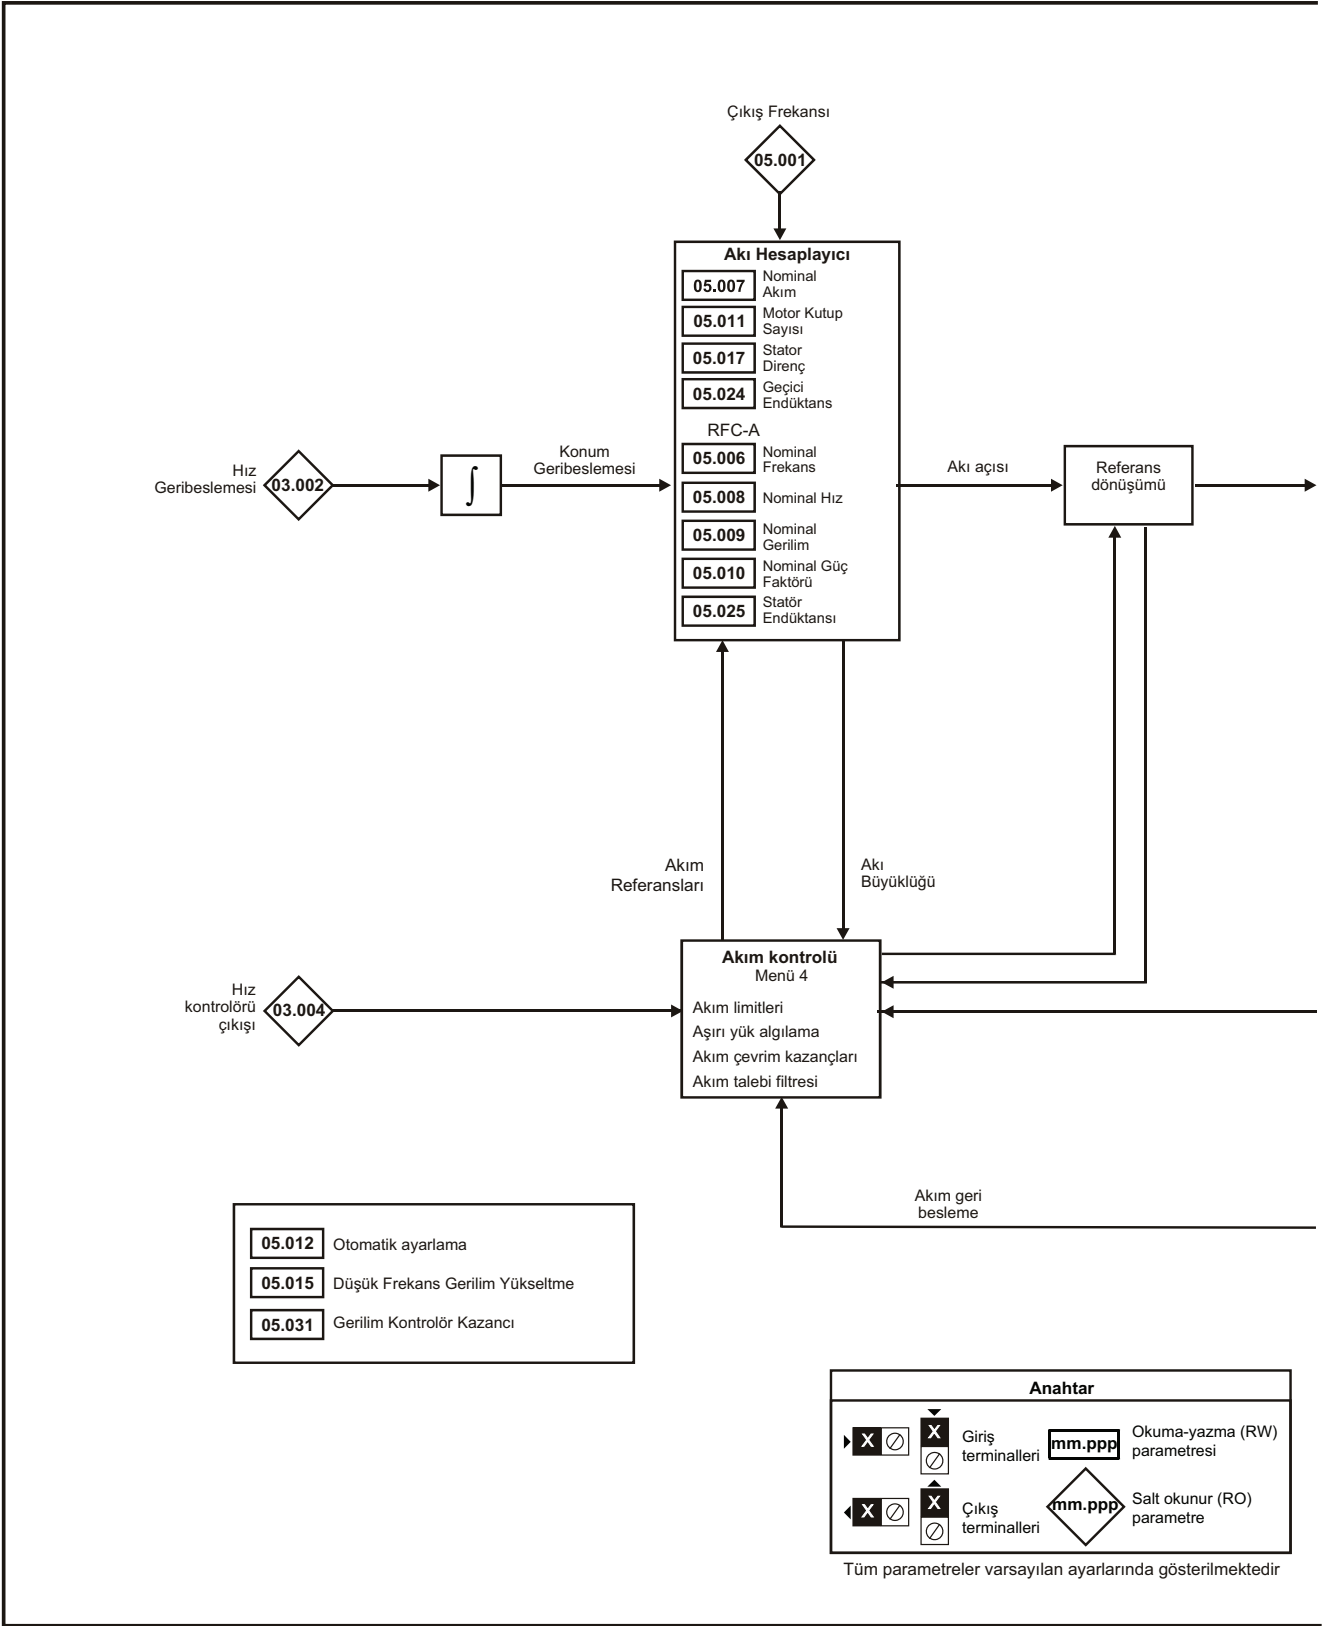 Çıkış Frekansı
05.001
Akı Hesaplayıcı
05.007 Nominal
Akım
05.011 Motor Kutup
Sayısı
05.017 Stator
Direnç
05.024 Geçici
Endüktans
RFC-A
05.006 Nominal
Frekans
05.008 Nominal Hız
05.009 Nominal
Gerilim
05.010 Nominal Güç
Faktörü
05.025 Statör
Endüktansı
Hız
Geribeslemesi
03.002
∫
Konum
Geribeslemesi
Akı açısı
Referans
dönüşümü
Akım
Referansları
Akı
Büyüklüğü
Akım kontrolü
Menü 4
Akım limitleri
Aşırı yük algılama
Akım çevrim kazançları
Akım talebi filtresi
Hız
kontrolörü
çıkışı
03.004
Akım geri
besleme
05.012 Otomatik ayarlama
05.015 Düşük Frekans Gerilim Yükseltme
05.031 Gerilim Kontrolör Kazancı
Anahtar
X X Giriş
terminalleri
mm.ppp Okuma-yazma (RW)
parametresi
X X Çıkış
terminalleri
mm.ppp Salt okunur (RO)
parametre
Tüm parametreler varsayılan ayarlarında gösterilmektedir